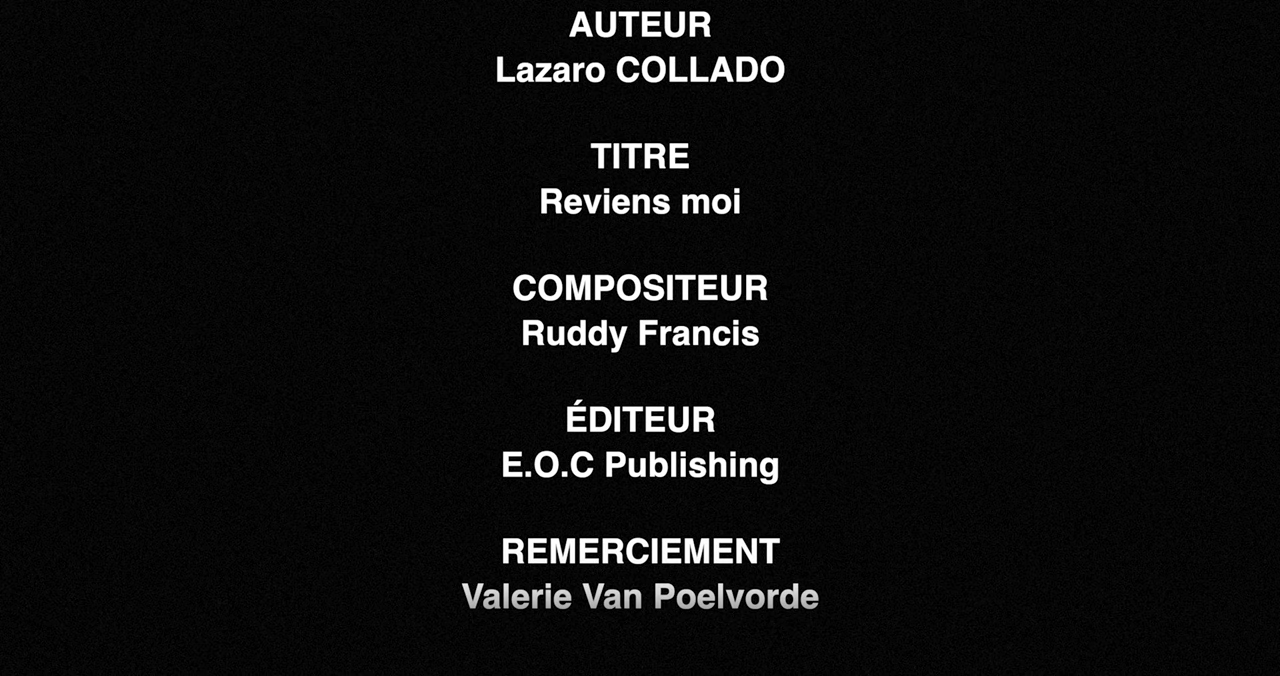 AUTEUR
Lazaro COLLADO
TITRE
Reviens moi
COMPOSITEUR
Ruddy Francis
ÉDITEUR
E.O.C Publishing
REMERCIEMENT
Valerie Van Poelvorde